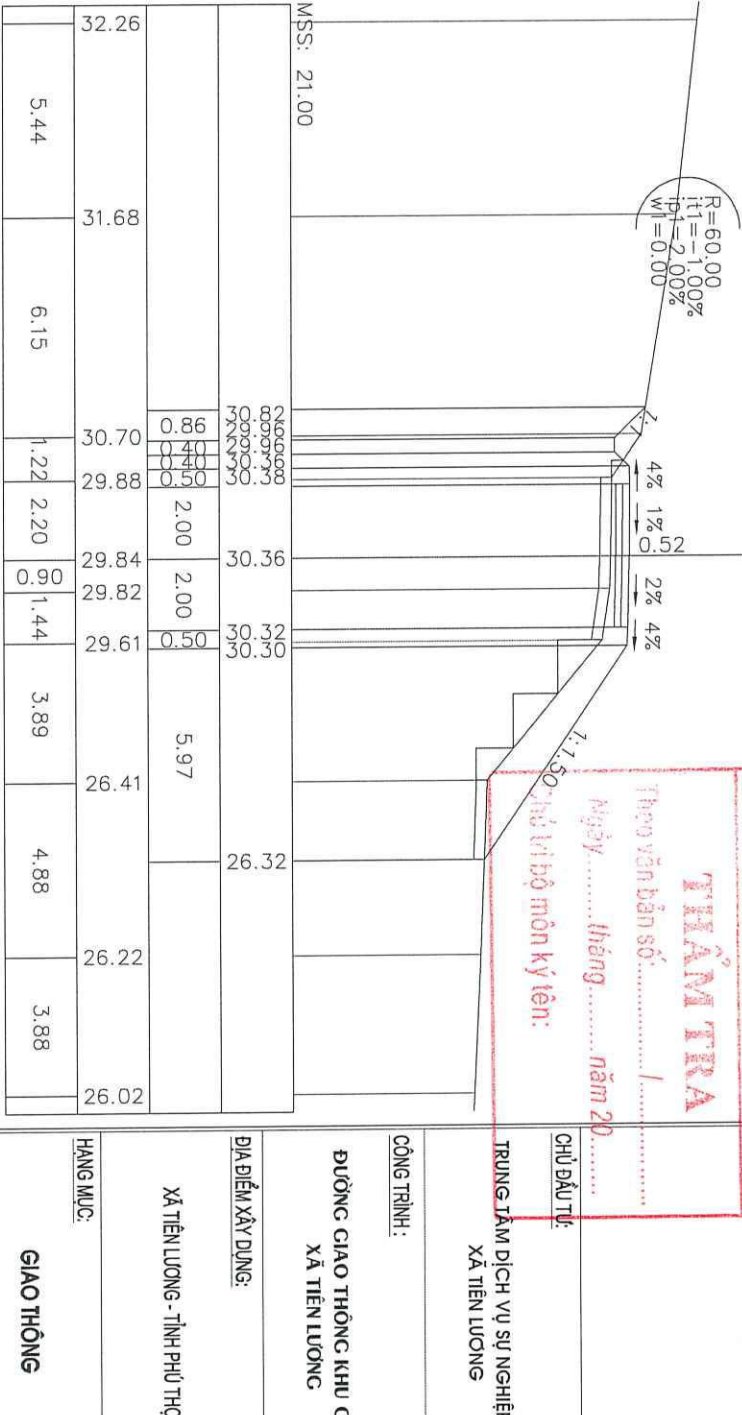 R=60.00
it1=-1.00%
ip1=-2.00%
w1=0.00
4%
1%
0.52
2%
4%
1:1.50
MSS: 21.00
30.82
30.38
30.36
30.32
30.30
26.32
0.86
0.40
0.40
0.50
2.00
2.00
0.50
5.97
32.26
31.68
30.70
29.88
29.84
29.82
29.61
26.41
26.22
26.02
5.44
6.15
1.22
2.20
0.90
1.44
3.89
4.88
3.88
THẨM TRA
Theo văn bản số: ............/............
Ngày.........tháng.........năm 20.........
Chủ trì bộ môn ký tên:
CHỦ ĐẦU TƯ:
TRUNG TÂM DỊCH VỤ SỰ NGHIỆP
XÃ TIÊN LƯƠNG
CÔNG TRÌNH:
ĐƯỜNG GIAO THÔNG KHU
XÃ TIÊN LƯƠNG
ĐỊA ĐIỂM XÂY DỰNG:
XÃ TIÊN LƯƠNG - TỈNH PHÚ THỌ
HẠNG MỤC:
GIAO THÔNG